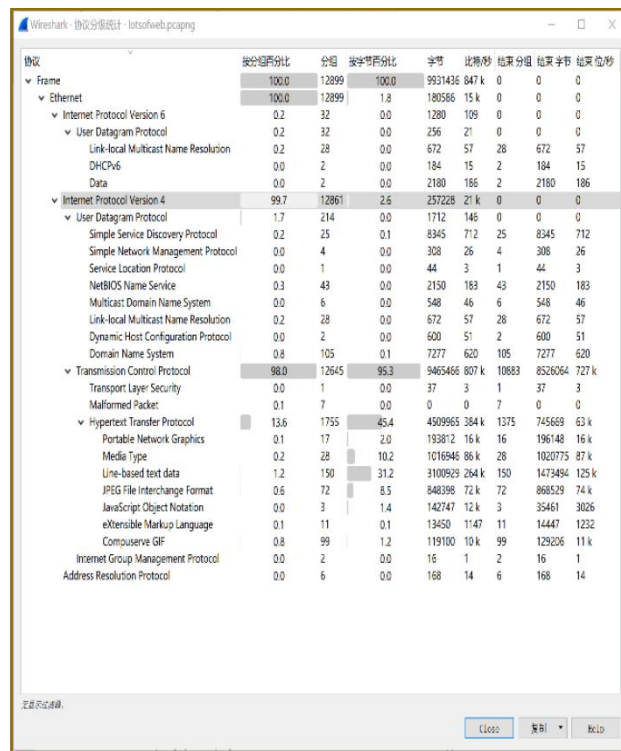 Wireshark · 协议分级统计 · lotsofweb.pcapng
协议 按分组百分比 分组 按字节百分比 字节 比特/秒 结束 分组 结束 字节 结束 位/秒
Frame 100.0 12899 100.0 9931436 847 k 0 0 0
Ethernet 100.0 12899 1.8 180586 15 k 0 0 0
Internet Protocol Version 6 0.2 32 0.0 1280 109 0 0 0
User Datagram Protocol 0.2 32 0.0 256 21 0 0 0
Link-local Multicast Name Resolution 0.2 28 0.0 672 57 28 672 57
DHCPv6 0.0 2 0.0 184 15 2 184 15
Data 0.0 2 0.0 2180 186 2 2180 186
Internet Protocol Version 4 99.7 12861 2.6 257228 21 k 0 0 0
User Datagram Protocol 1.7 214 0.0 1712 146 0 0 0
Simple Service Discovery Protocol 0.2 25 0.1 8345 712 25 8345 712
Simple Network Management Protocol 0.0 4 0.0 308 26 4 308 26
Service Location Protocol 0.0 1 0.0 44 3 1 44 3
NetBIOS Name Service 0.3 43 0.0 2150 183 43 2150 183
Multicast Domain Name System 0.0 6 0.0 548 46 6 548 46
Link-local Multicast Name Resolution 0.2 28 0.0 672 57 28 672 57
Dynamic Host Configuration Protocol 0.0 2 0.0 600 51 2 600 51
Domain Name System 0.8 105 0.1 7277 620 105 7277 620
Transmission Control Protocol 98.0 12645 95.3 9465466 807 k 10883 8526064 727 k
Transport Layer Security 0.0 1 0.0 37 3 1 37 3
Malformed Packet 0.1 7 0.0 0 0 7 0 0
Hypertext Transfer Protocol 13.6 1755 45.4 4509965 384 k 1375 745669 63 k
Portable Network Graphics 0.1 17 2.0 193812 16 k 16 196148 16 k
Media Type 0.2 28 10.2 1016946 86 k 28 1020775 87 k
Line-based text data 1.2 150 31.2 3100929 264 k 150 1473494 125 k
JPEG File Interchange Format 0.6 72 8.5 848398 72 k 72 868529 74 k
JavaScript Object Notation 0.0 3 1.4 142747 12 k 3 35461 3026
eXtensible Markup Language 0.1 11 0.1 13450 1147 11 14447 1232
Compuserve GIF 0.8 99 1.2 119100 10 k 99 129206 11 k
Internet Group Management Protocol 0.0 2 0.0 16 1 2 16 1
Address Resolution Protocol 0.0 6 0.0 168 14 6 168 14
无显示过滤器.
Close 复制 Help